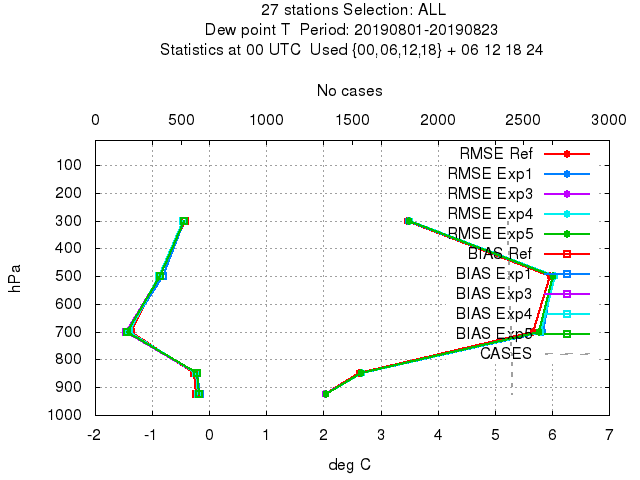 27 stations Selection: ALL
Dew point T  Period: 20190801-20190823
Statistics at 00 UTC  Used {00,06,12,18} + 06 12 18 24
No cases
0 500 1000 1500 2000 2500 3000
100
200
300
400
500
600
700
800
900
1000
hPa
RMSE Ref
RMSE Exp1
RMSE Exp3
RMSE Exp4
RMSE Exp5
BIAS Ref
BIAS Exp1
BIAS Exp3
BIAS Exp4
BIAS Exp5
CASES
-2 -1 0 1 2 3 4 5 6 7
deg C